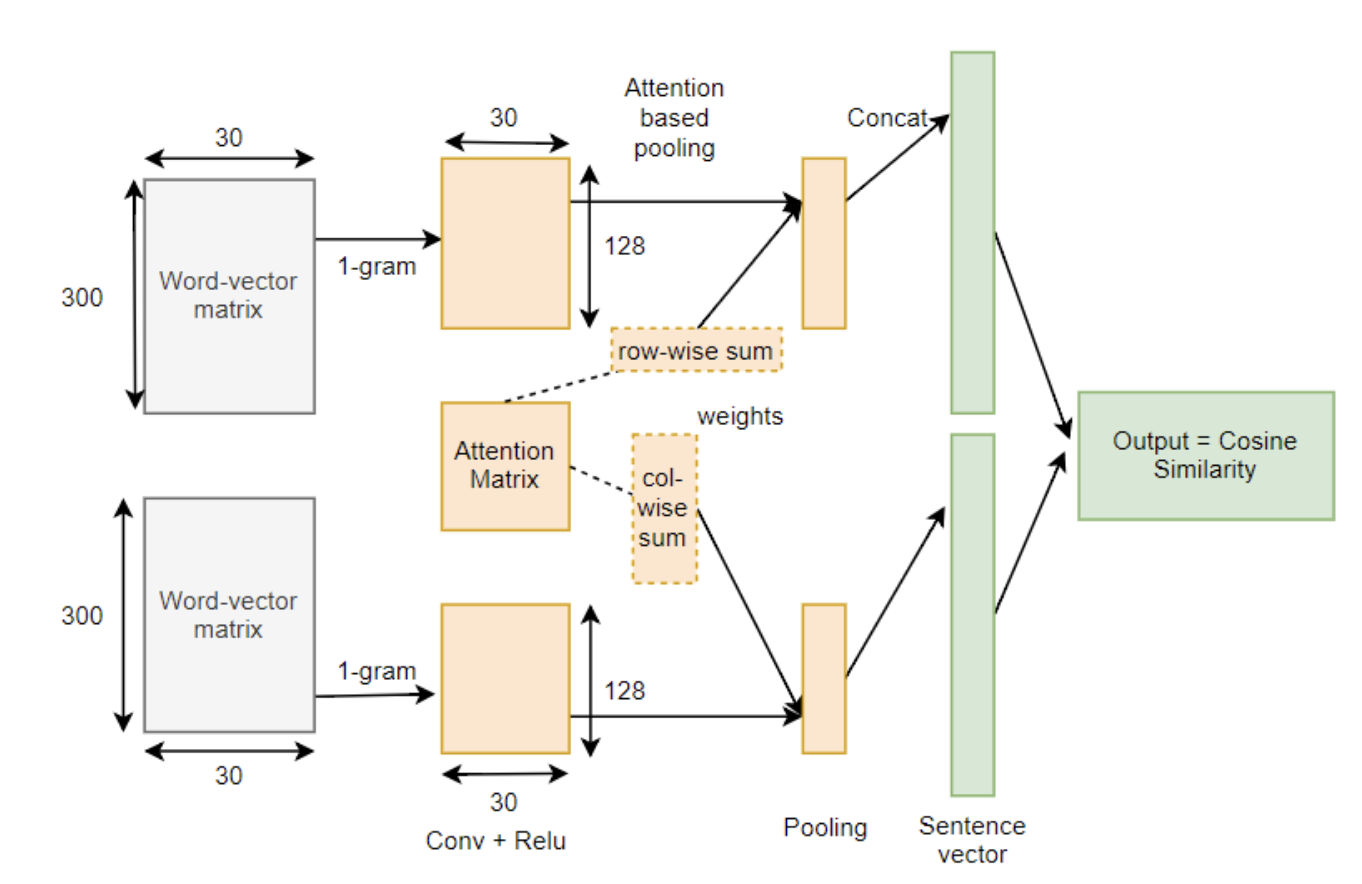 Attention
based
pooling
30
Concat
30
1-gram
128
300
Word-vector
matrix
row-wise sum
weights
Attention
Matrix
col-
wise
sum
Output = Cosine
Similarity
300
Word-vector
matrix
1-gram
128
30
30
Conv + Relu
Pooling
Sentence
vector